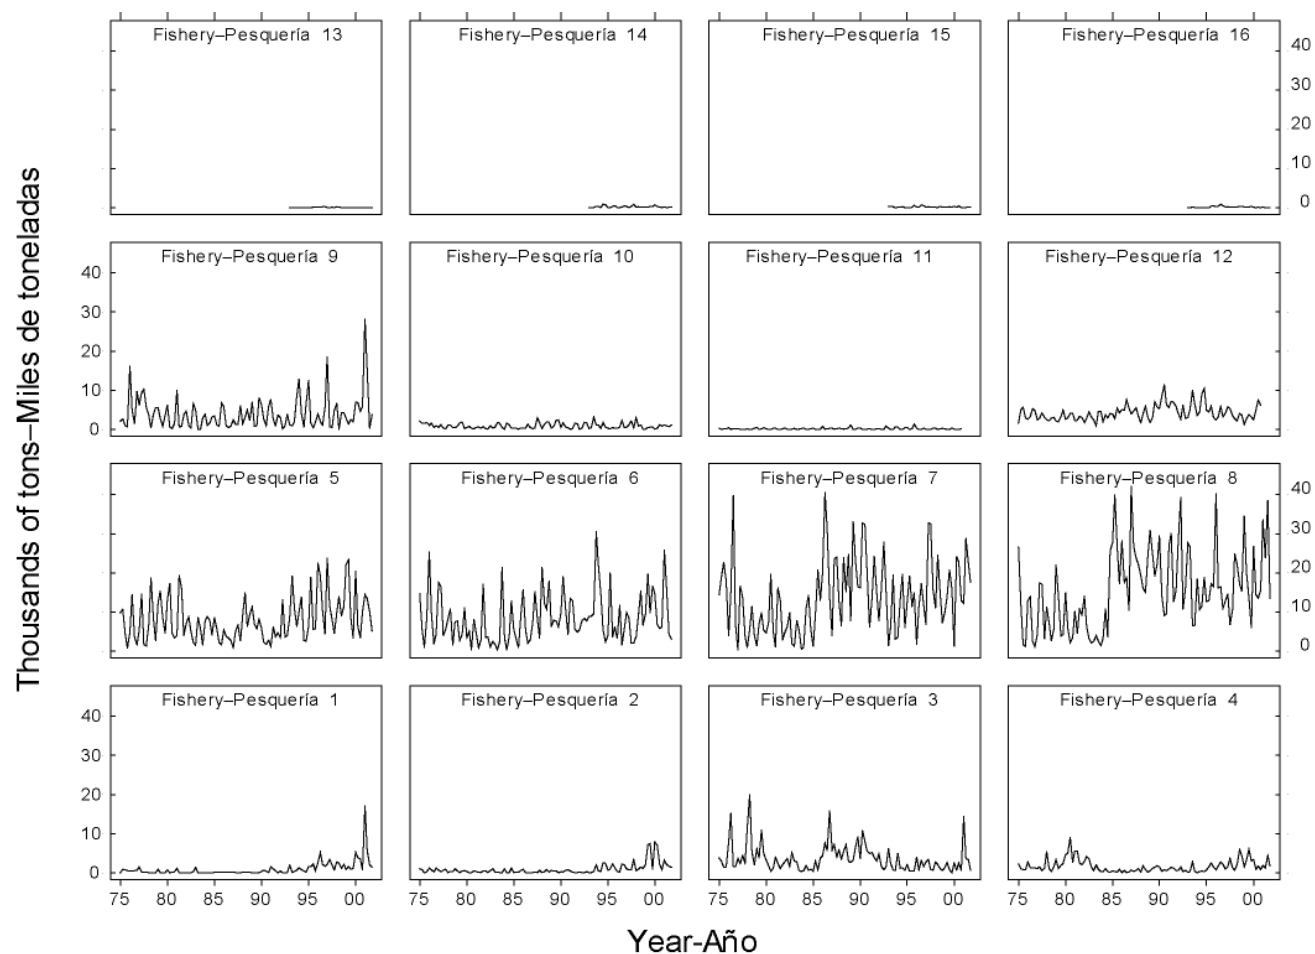 Fishery–Pesquería 13
Fishery–Pesquería 14
Fishery–Pesquería 15
Fishery–Pesquería 16
40
30
20
10
0
Fishery–Pesquería 9
Fishery–Pesquería 10
Fishery–Pesquería 11
Fishery–Pesquería 12
40
30
20
10
0
Fishery–Pesquería 5
Fishery–Pesquería 6
Fishery–Pesquería 7
Fishery–Pesquería 8
40
30
20
10
0
Fishery–Pesquería 1
Fishery–Pesquería 2
Fishery–Pesquería 3
Fishery–Pesquería 4
40
30
20
10
0
75 80 85 90 95 00
75 80 85 90 95 00
75 80 85 90 95 00
75 80 85 90 95 00
Thousands of tons–Miles de toneladas
Year-Año